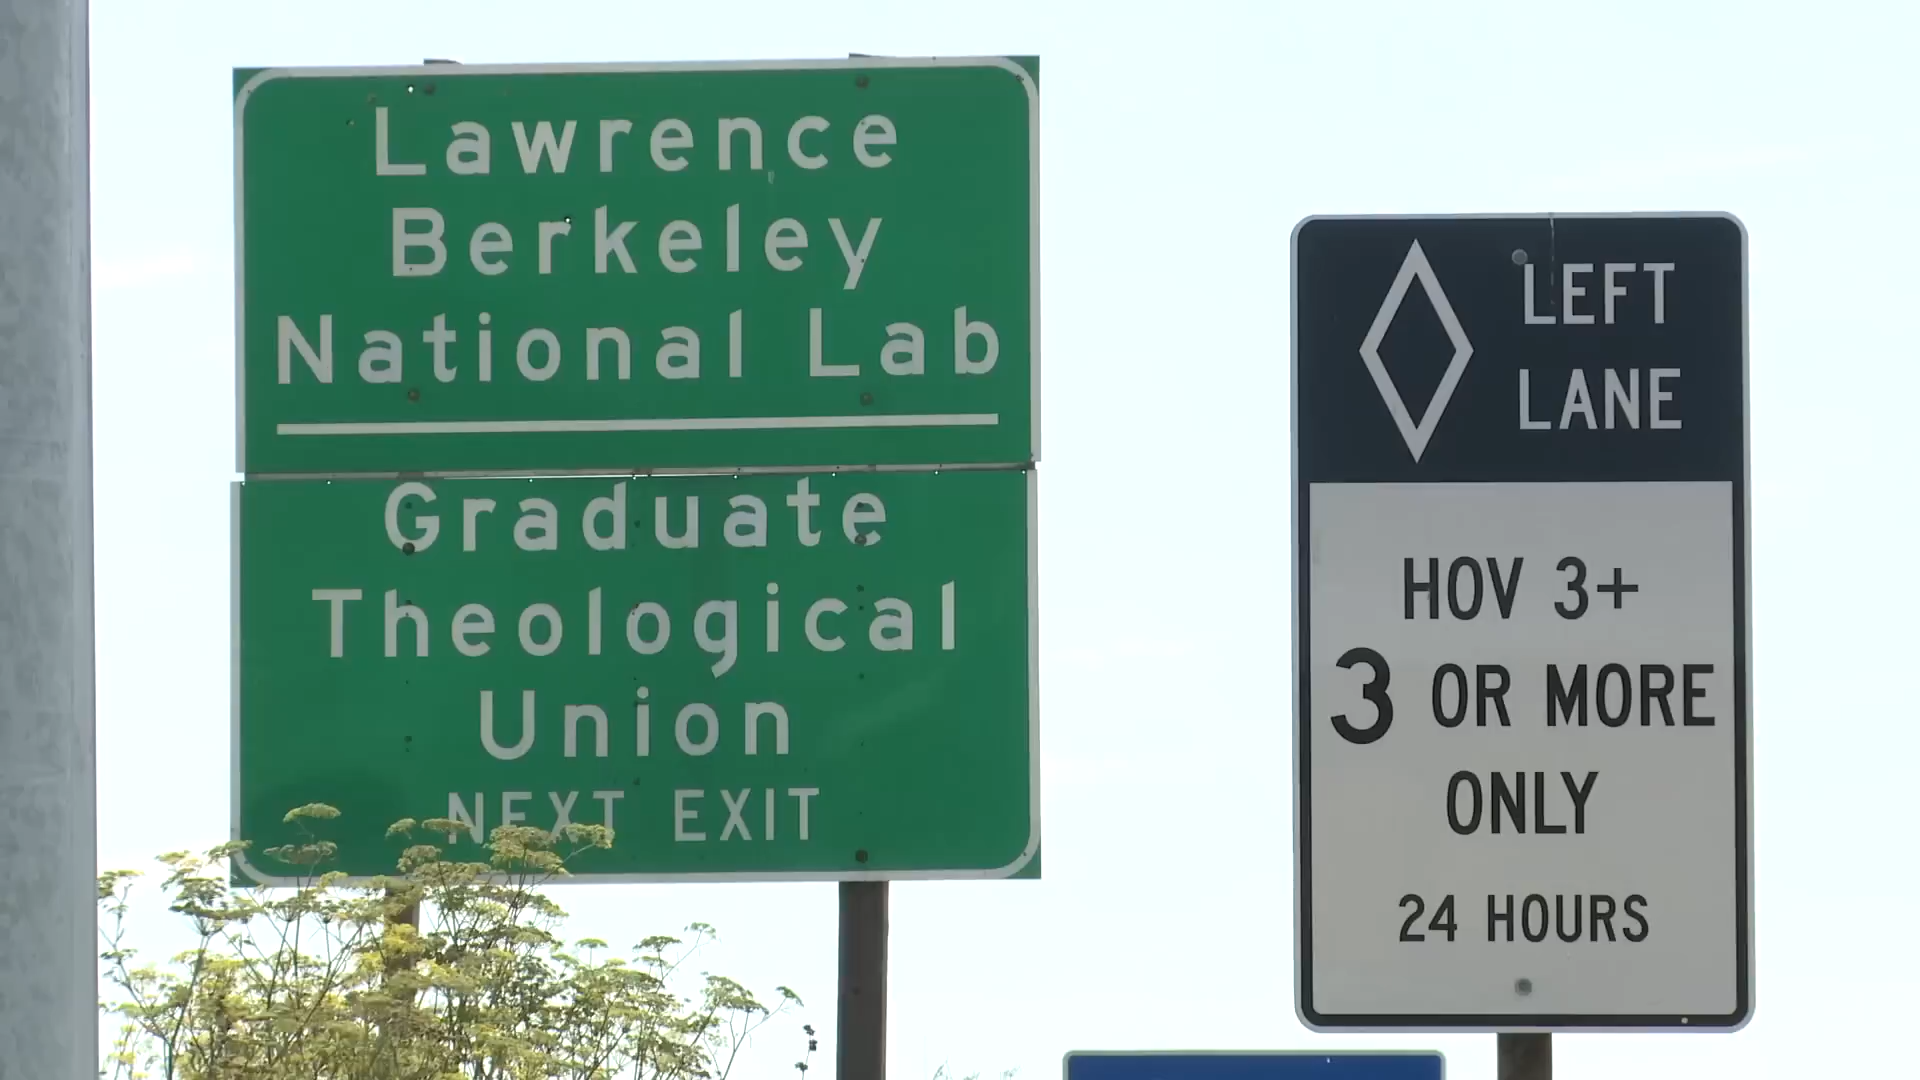 Lawrence
Berkeley
National Lab
Graduate
Theological
Union
NEXT EXIT
LEFT
LANE
HOV 3+
3 OR MORE
ONLY
24 HOURS